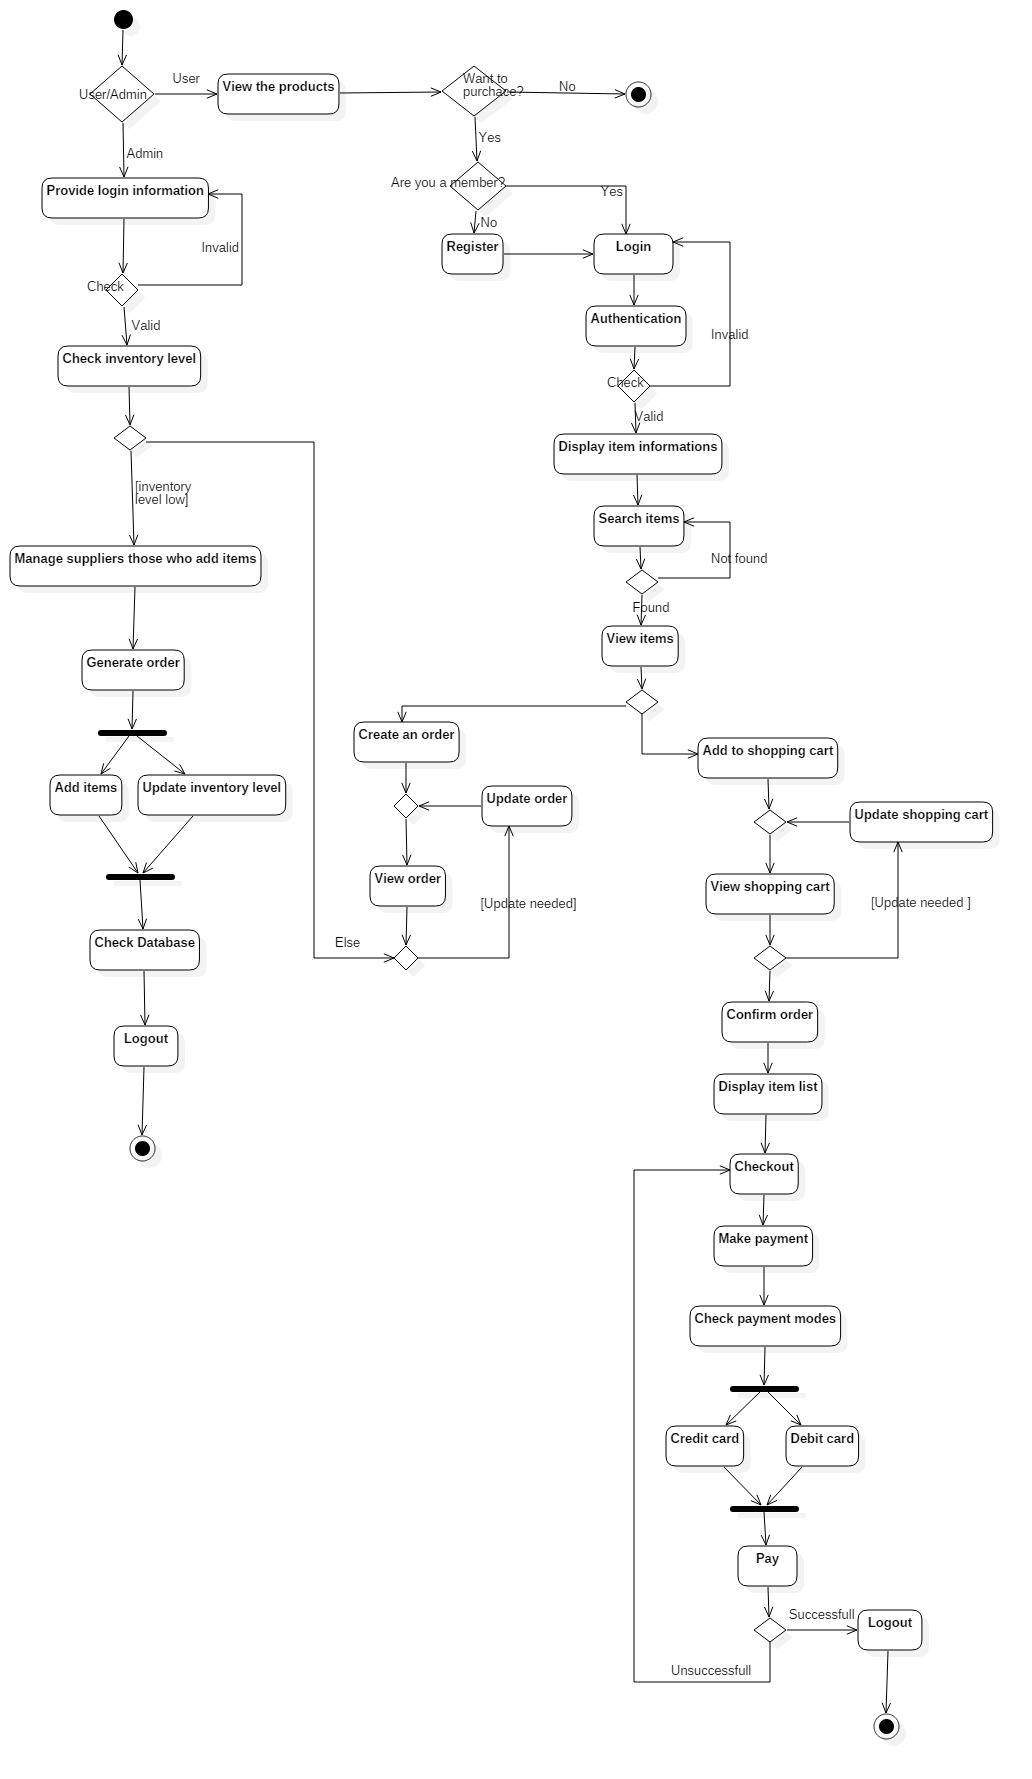 User/Admin
User
View the products
Want to
purchace?
No
Yes
Admin
Are you a member?
Yes
No
Provide login information
Invalid
Register
Login
Check
Authentication
Invalid
Valid
Check inventory level
Check
Valid
Display item informations
[inventory
level low]
Search items
Not found
Manage suppliers those who add items
Found
View items
Generate order
Create an order
Add to shopping cart
Add items
Update inventory level
Update order
Update shopping cart
View order
View shopping cart
[Update needed]
[Update needed ]
Check Database
Else
Confirm order
Logout
Display item list
Checkout
Make payment
Check payment modes
Credit card
Debit card
Pay
Successfull
Logout
Unsuccessfull